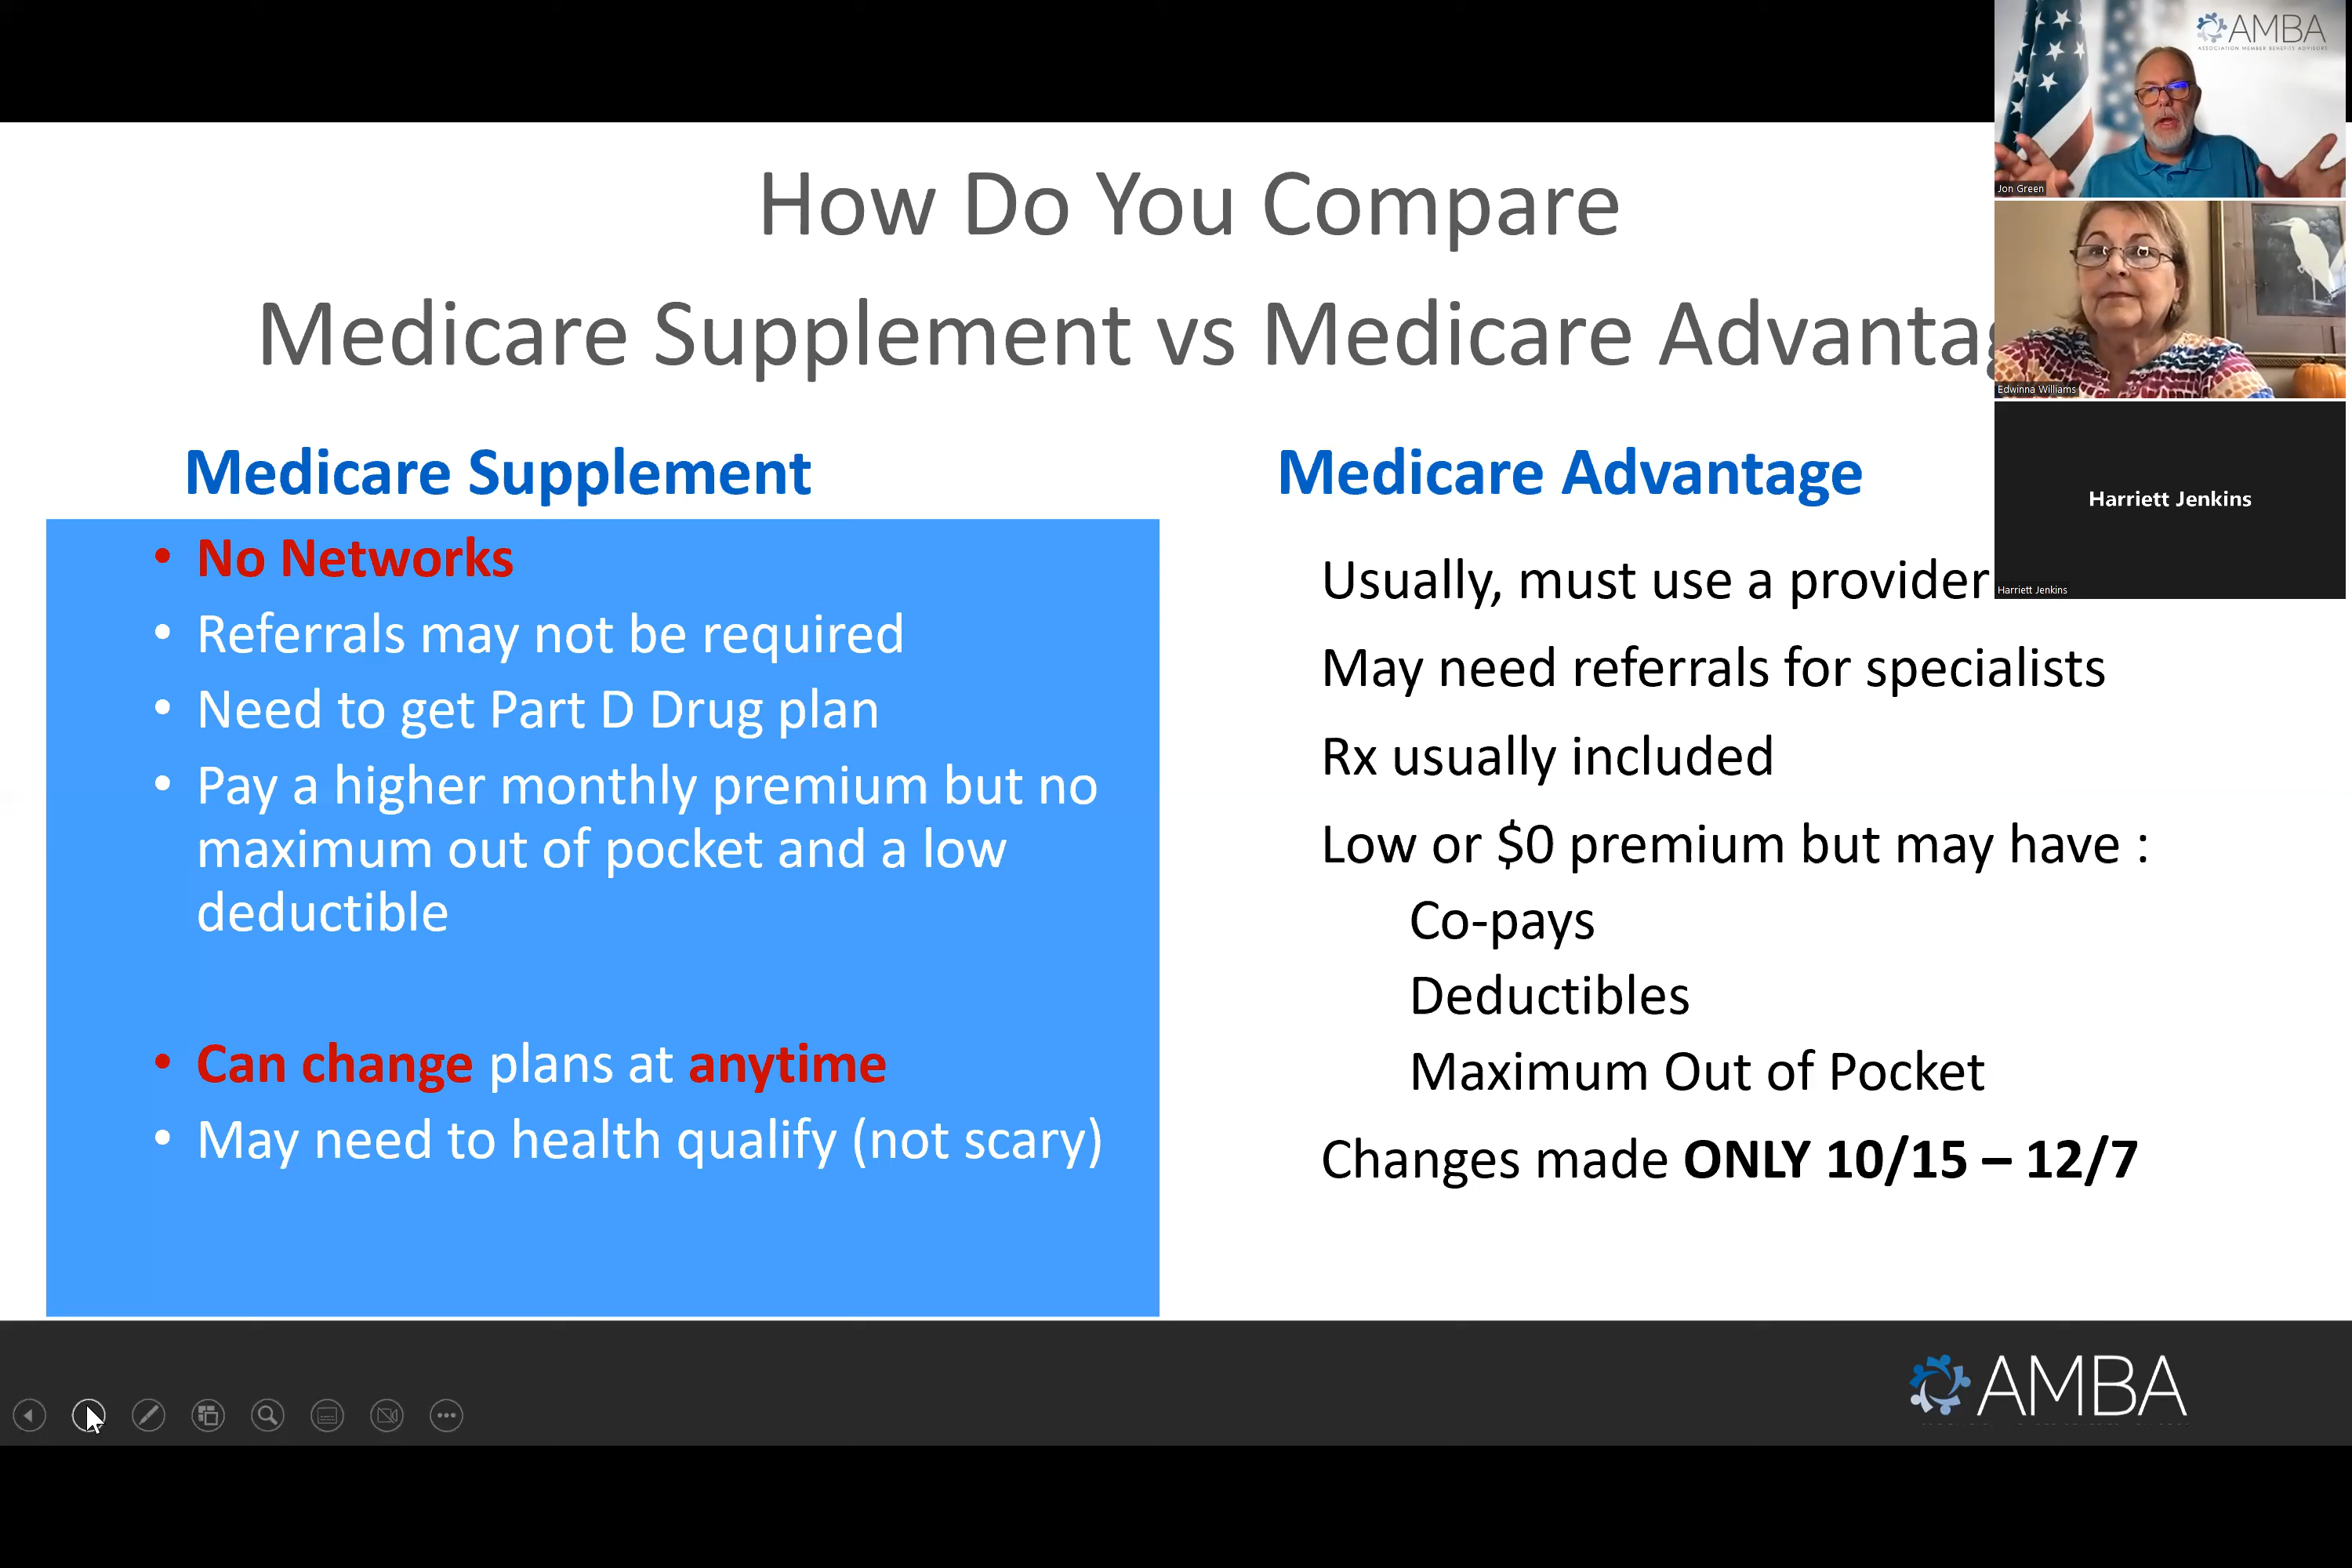 How Do You Compare
Medicare Supplement vs Medicare Advantag
Medicare Supplement
• No Networks
• Referrals may not be required
• Need to get Part D Drug plan
• Pay a higher monthly premium but no
maximum out of pocket and a low
deductible
• Can change plans at anytime
• May need to health qualify (not scary)
Medicare Advantage
Usually, must use a provider
May need referrals for specialists
Rx usually included
Low or $0 premium but may have :
Co-pays
Deductibles
Maximum Out of Pocket
Changes made ONLY 10/15 – 12/7
AMBA
ASSOCIATION MEMBER BENEFITS ADVISORS
Jon Green
Edwinna Williams
Harriett Jenkins
Harriett Jenkins
AMBA